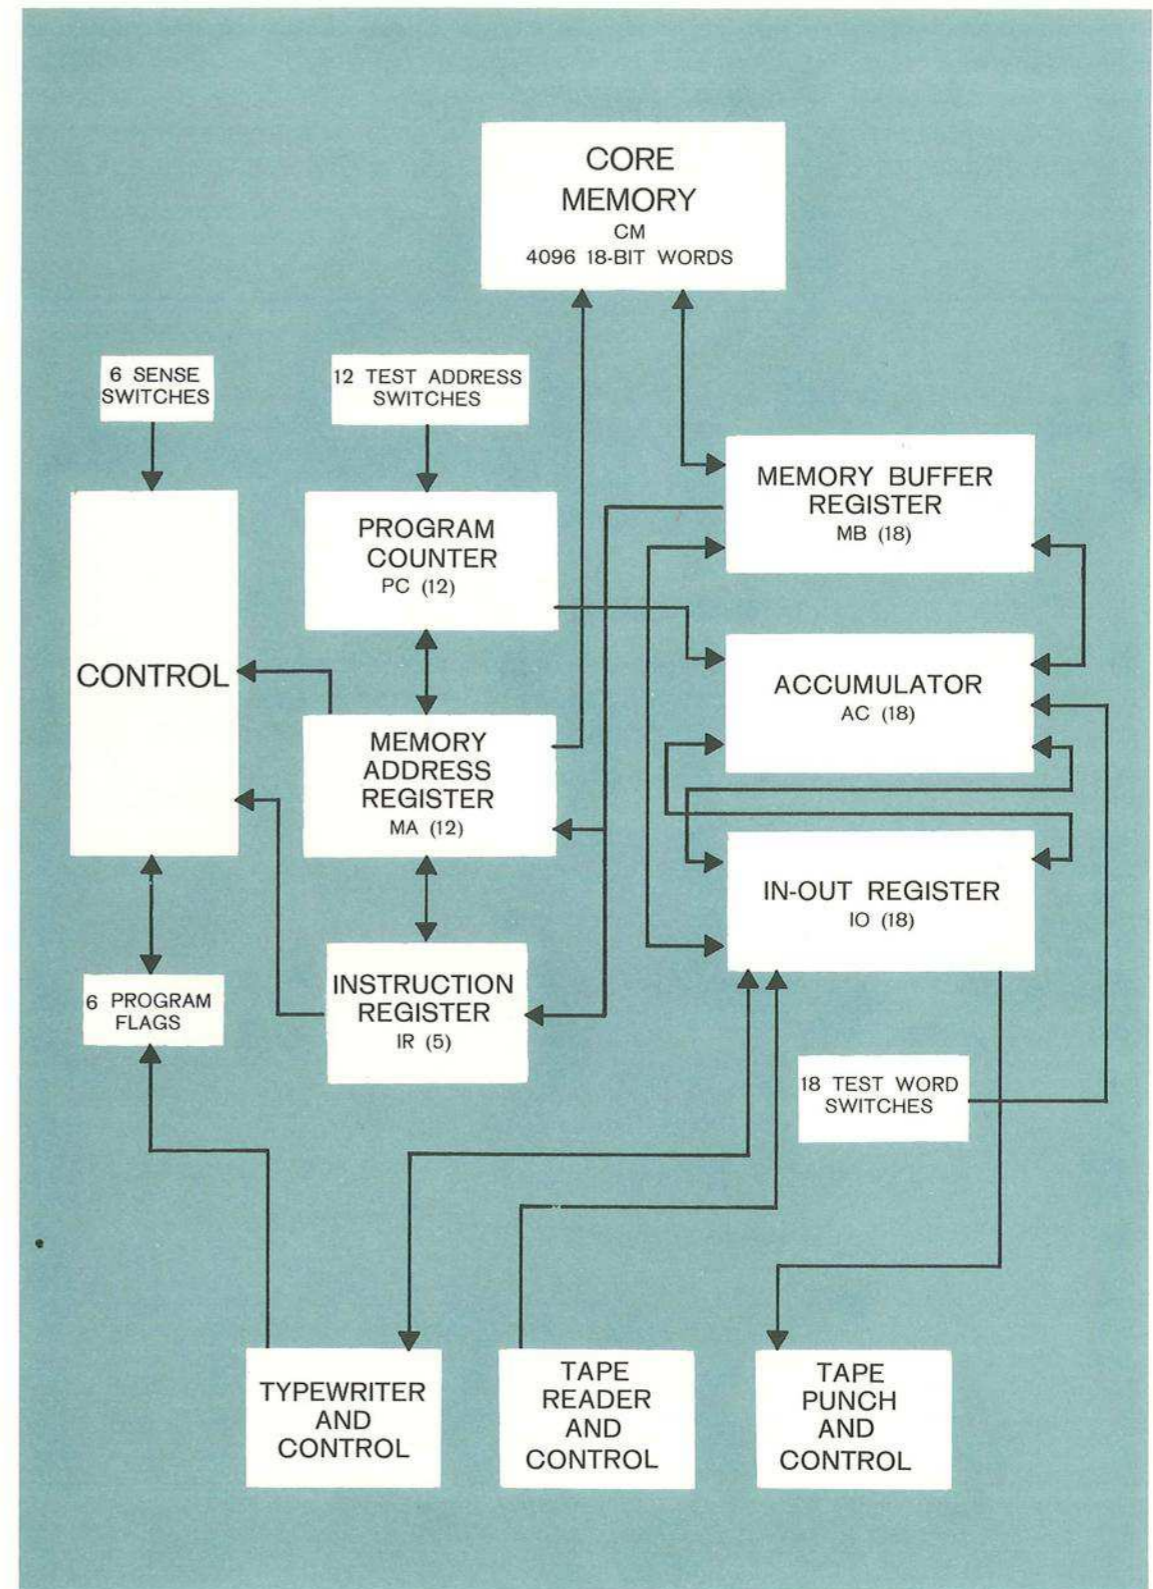 CORE
MEMORY
CM
4096 18-BIT WORDS
6 SENSE
SWITCHES
12 TEST ADDRESS
SWITCHES
PROGRAM
COUNTER
PC (12)
MEMORY BUFFER
REGISTER
MB (18)
CONTROL
MEMORY
ADDRESS
REGISTER
MA (12)
ACCUMULATOR
AC (18)
IN-OUT REGISTER
IO (18)
6 PROGRAM
FLAGS
INSTRUCTION
REGISTER
IR (5)
18 TEST WORD
SWITCHES
TYPEWRITER
AND
CONTROL
TAPE
READER
AND
CONTROL
TAPE
PUNCH
AND
CONTROL